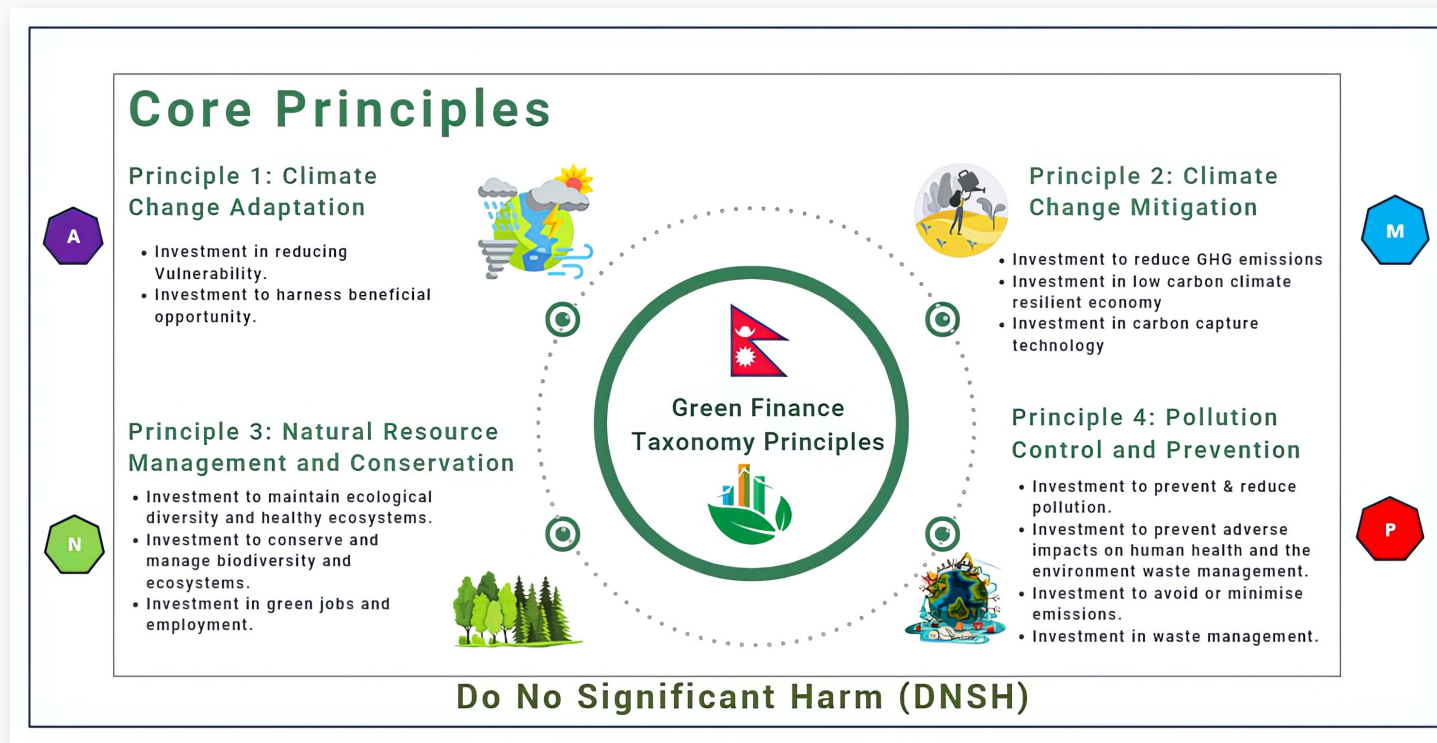 Core Principles
Principle 1: Climate
Change Adaptation
A
• Investment in reducing
Vulnerability.
• Investment to harness beneficial
opportunity.
Principle 2: Climate
Change Mitigation
M
• Investment to reduce GHG emissions
• Investment in low carbon climate
resilient economy
• Investment in carbon capture
technology
Green Finance
Taxonomy Principles
Principle 3: Natural Resource
Management and Conservation
N
• Investment to maintain ecological
diversity and healthy ecosystems.
• Investment to conserve and
manage biodiversity and
ecosystems.
• Investment in green jobs and
employment.
Principle 4: Pollution
Control and Prevention
P
• Investment to prevent & reduce
pollution.
• Investment to prevent adverse
impacts on human health and the
environment waste management.
• Investment to avoid or minimise
emissions.
• Investment in waste management.
Do No Significant Harm (DNSH)